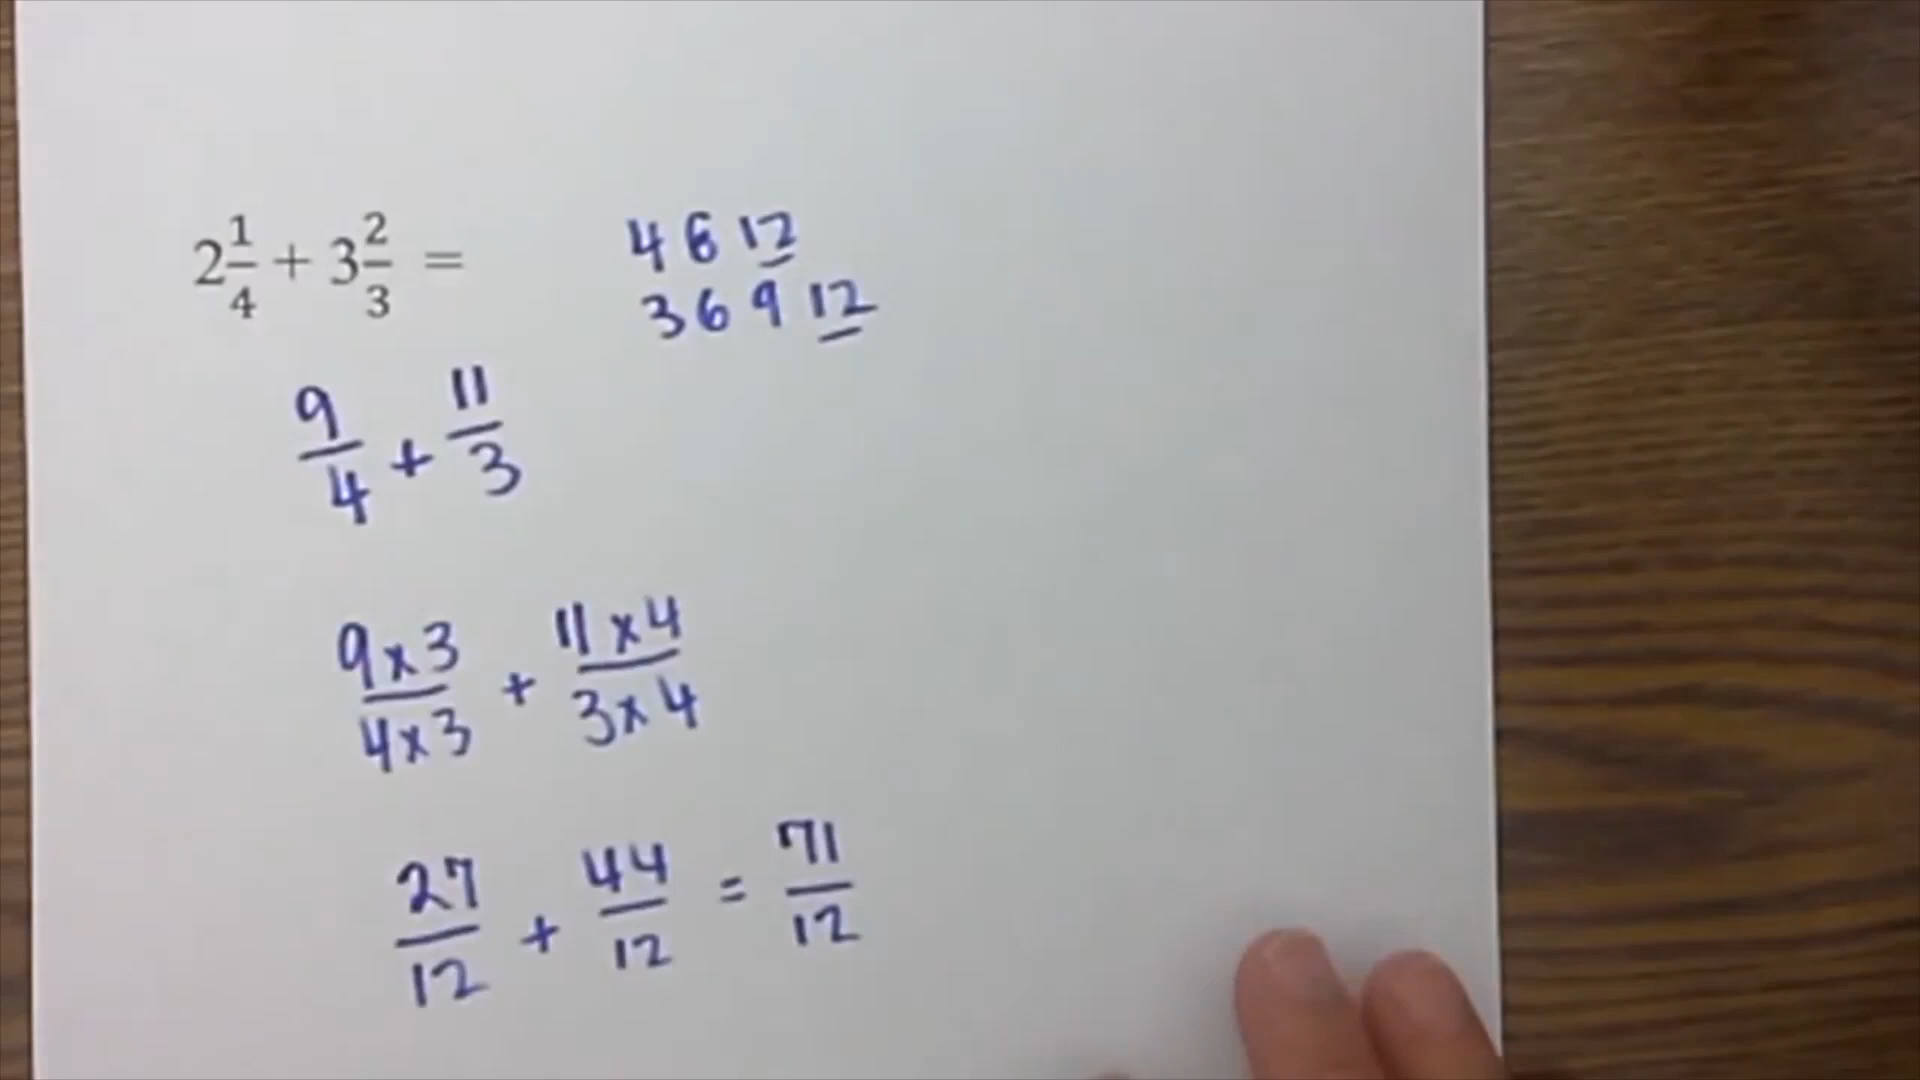 2 1/4 + 3 2/3 =
4 6 12
3 6 9 12
9/4 + 11/3
9x3/4x3 + 11x4/3x4
27/12 + 44/12 = 71/12